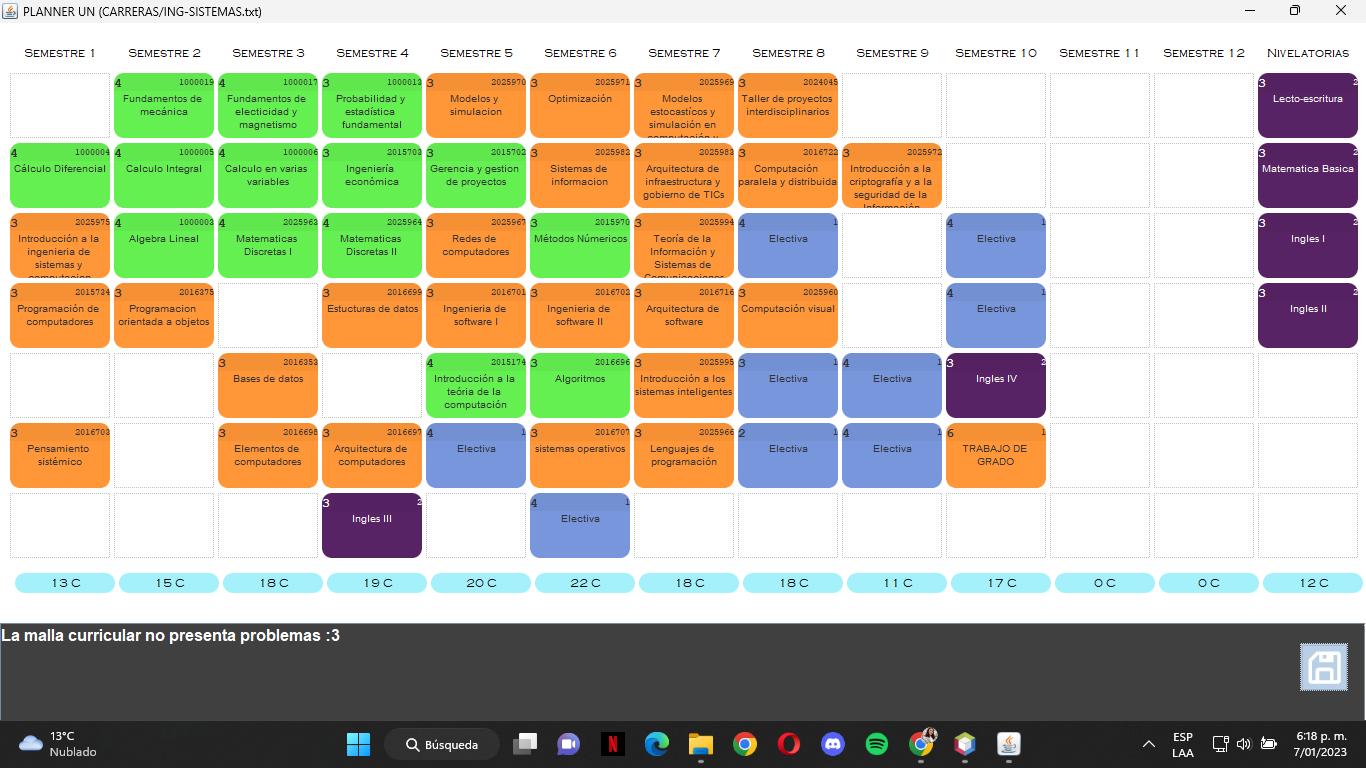 PLANNER UN (CARRERAS/ING-SISTEMAS.txt)
Semestre 1 Semestre 2 Semestre 3 Semestre 4 Semestre 5 Semestre 6 Semestre 7 Semestre 8 Semestre 9 Semestre 10 Semestre 11 Semestre 12 Nivelatorias
4 1000019
Fundamentos de
mecánica
4 1000017
Fundamentos de
electicidad y
magnetismo
3 1000013
Probabilidad y
estadística
fundamental
3 2025970
Modelos y
simulacion
3 2025971
Optimización
3 2025969
Modelos
estocastícos y
simulación en
computación y
3 2024045
Taller de proyectos
interdisciplinarios
3 2
Lecto-escritura
4 1000004
Cálculo Diferencial
4 1000005
Calculo Integral
4 1000006
Calculo en varias
variables
3 2015703
Ingeniería
económica
3 2015702
Gerencia y gestion
de proyectos
3 2025982
Sistemas de
informacion
3 2025983
Arquitectura de
infraestructura y
gobierno de TICs
3 2016722
Computación
paralela y distribuida
3 2025972
Introducción a la
criptografía y a la
seguridad de la
Información
3 2
Matematica Basica
3 2025975
Introducción a la
ingenieria de
sistemas y
computacion
4 1000003
Algebra Lineal
4 2025963
Matematicas
Discretas I
4 2025964
Matematicas
Discretas II
3 2025967
Redes de
computadores
3 2015970
Métodos Númericos
3 2025994
Teoría de la
Información y
Sistemas de
Comunicaciones
4 1
Electiva
4 1
Electiva
3 2
Ingles I
3 2015734
Programación de
computadores
3 2016375
Programacion
orientada a objetos
3 2016699
Estucturas de datos
3 2016701
Ingenieria de
software I
3 2016702
Ingenieria de
software II
3 2016716
Arquitectura de
software
3 2025960
Computación visual
4 1
Electiva
3 2
Ingles II
3 2016353
Bases de datos
4 2015174
Introducción a la
teória de la
computación
3 2016696
Algoritmos
3 2025995
Introducción a los
sistemas inteligentes
3 1
Electiva
4 1
Electiva
3 2
Ingles IV
3 2016703
Pensamiento
sistémico
3 2016698
Elementos de
computadores
3 2016697
Arquitectura de
computadores
4 1
Electiva
3 2016707
sistemas operativos
3 2025966
Lenguajes de
programación
2 1
Electiva
4 1
Electiva
6 1
TRABAJO DE
GRADO
3 2
Ingles III
4 1
Electiva
13 C 15 C 18 C 19 C 20 C 22 C 18 C 18 C 11 C 17 C 0 C 0 C 12 C
La malla curricular no presenta problemas :3
13°C
Nublado
Búsqueda
ESP
LAA
6:18 p. m.
7/01/2023